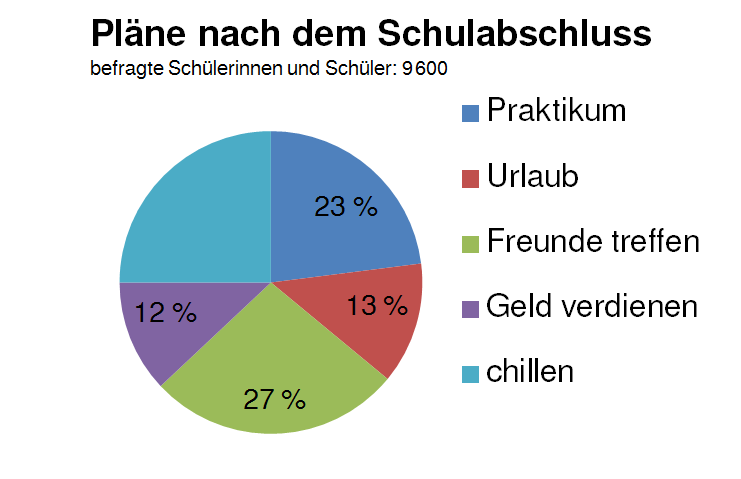 Pläne nach dem Schulabschluss
befragte Schülerinnen und Schüler: 9600
Praktikum
Urlaub
Freunde treffen
Geld verdienen
chillen
23 %
13 %
12 %
27 %